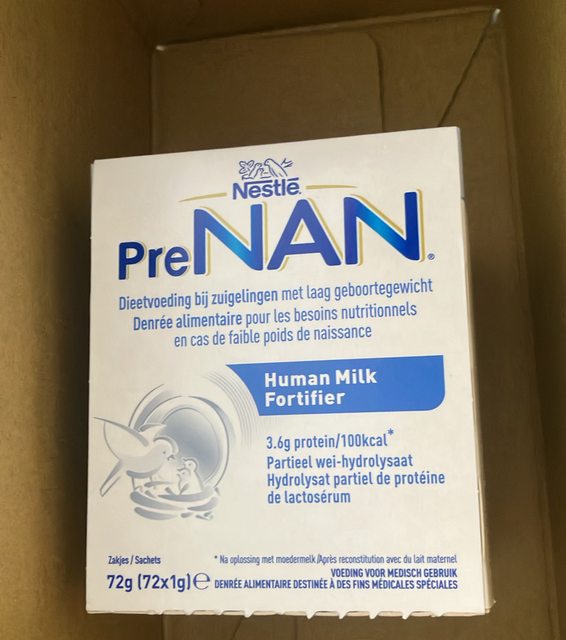 Nestlé
PreNAN®
Dieetvoeding bij zuigelingen met laag geboortegewicht
Denrée alimentaire pour les besoins nutritionnels
en cas de faible poids de naissance
Human Milk
Fortifier
3.6g protein/100kcal*
Partieel wei-hydrolysaat
Hydrolysat partiel de protéine
de lactosérum
Zakjes / Sachets
72g (72x1g) ℮
* Na oplossing met moedermelk /Après reconstitution avec du lait maternel
VOEDING VOOR MEDISCH GEBRUIK
DENRÉE ALIMENTAIRE DESTINÉE À DES FINS MÉDICALES SPÉCIALES